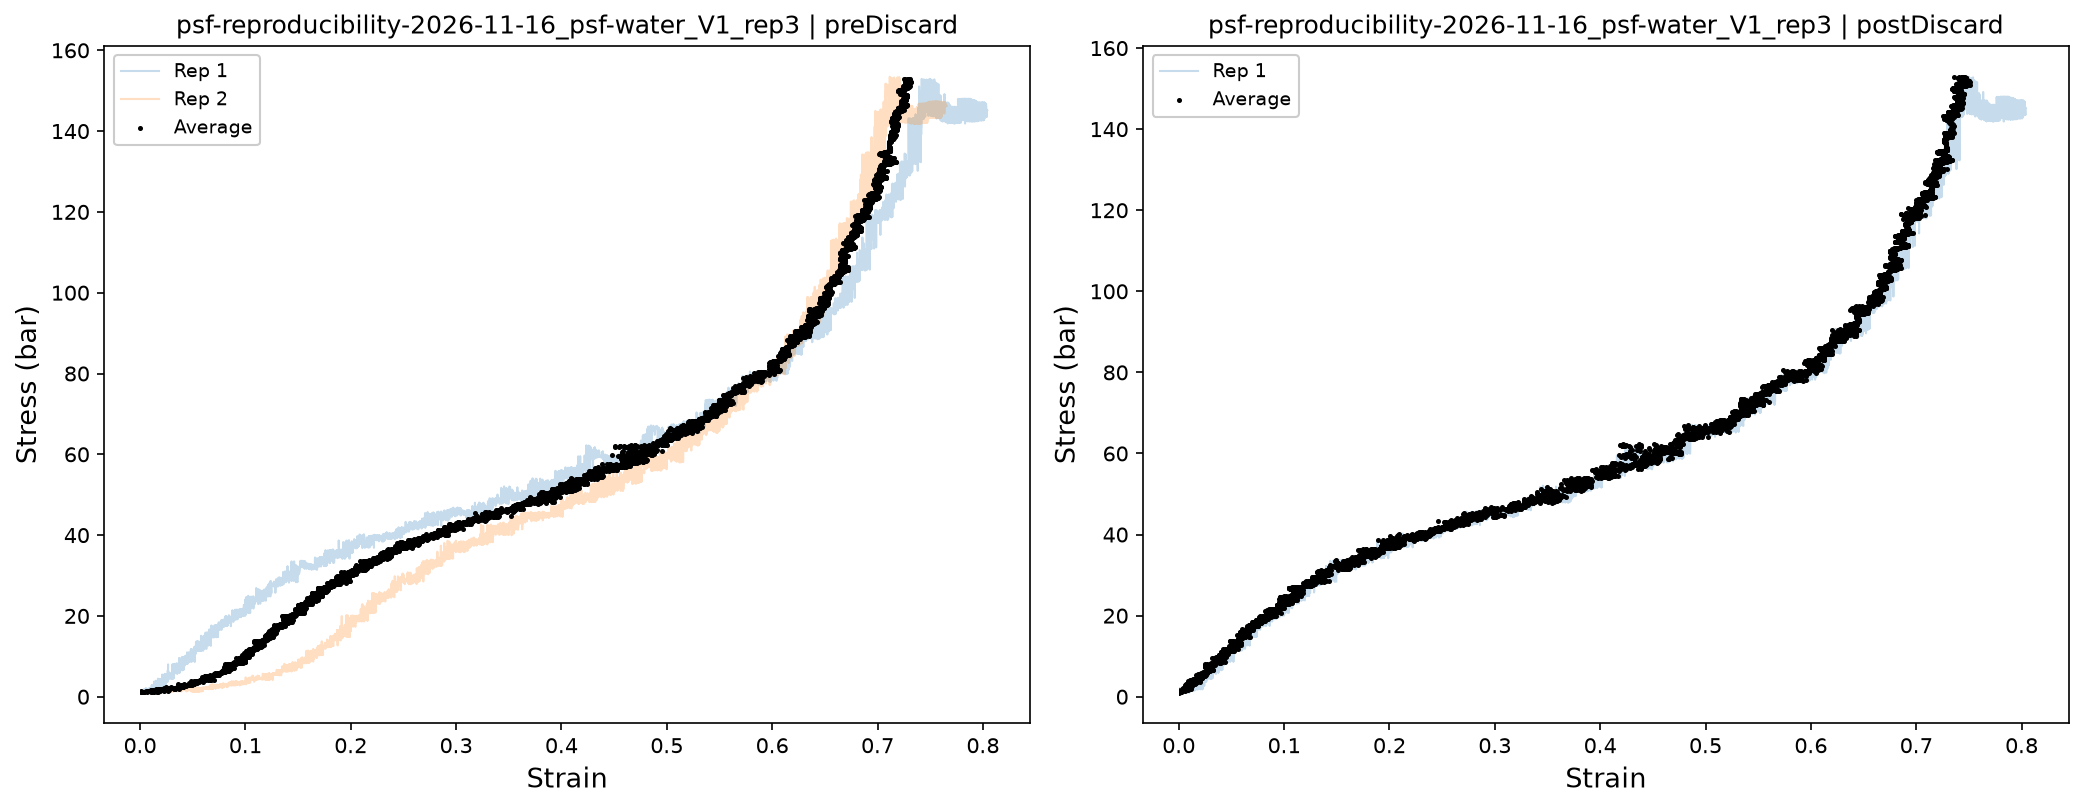 psf-reproducibility-2026-11-16_psf-water_V1_rep3 | preDiscard
Rep 1
Rep 2
Average
160
140
120
100
80
60
40
20
0
Stress (bar)
0.0 0.1 0.2 0.3 0.4 0.5 0.6 0.7 0.8
Strain
psf-reproducibility-2026-11-16_psf-water_V1_rep3 | postDiscard
Rep 1
Average
160
140
120
100
80
60
40
20
0
Stress (bar)
0.0 0.1 0.2 0.3 0.4 0.5 0.6 0.7 0.8
Strain